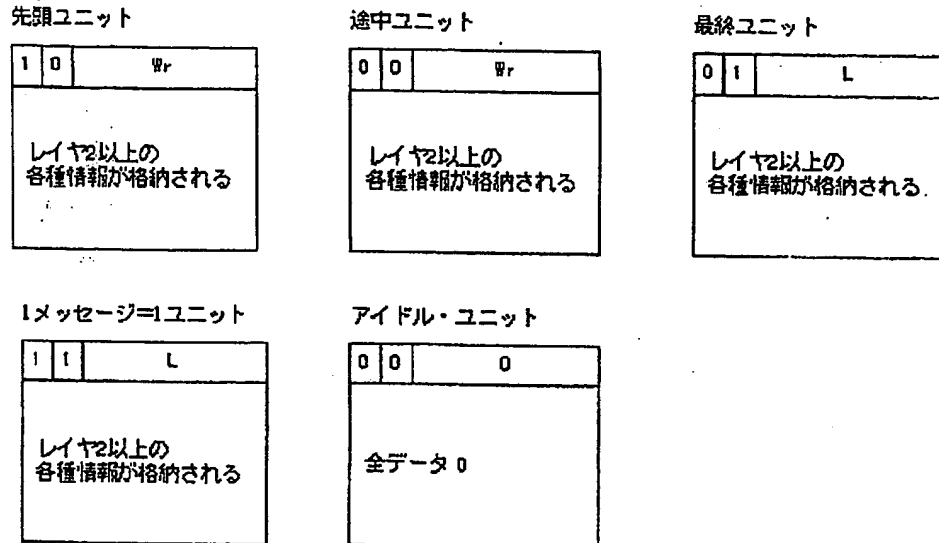 先頭ユニット
1 0 Wr
レイヤ2以上の
各種情報が格納される
途中ユニット
0 0 Wr
レイヤ2以上の
各種情報が格納される
最終ユニット
0 1 L
レイヤ2以上の
各種情報が格納される
1メッセージ=1ユニット
1 1 L
レイヤ2以上の
各種情報が格納される
アイドル・ユニット
0 0 0
全データ 0